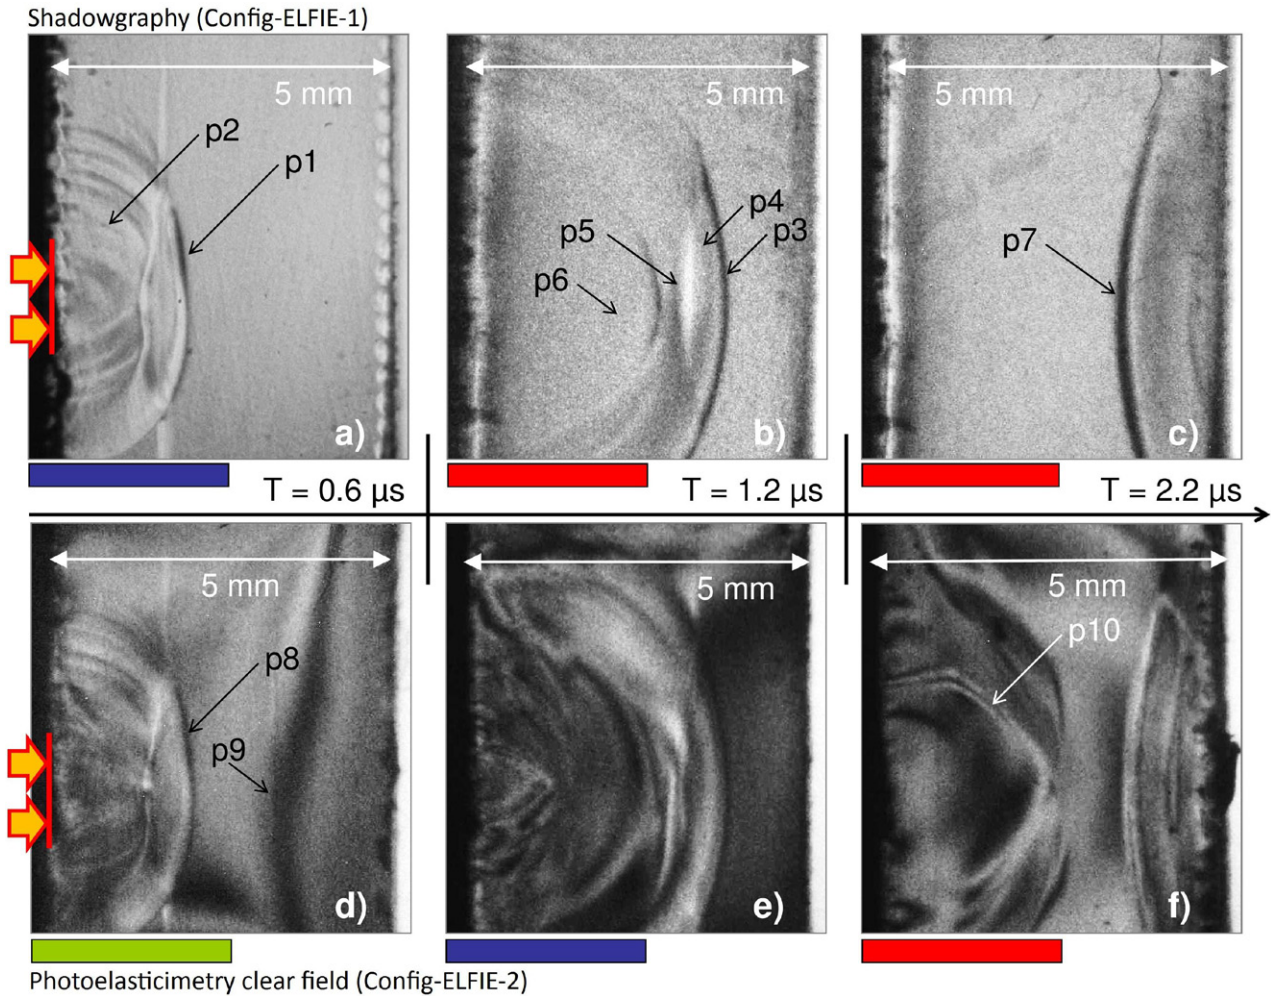 Shadowgraphy (Config-ELFIE-1)
5 mm
5 mm
5 mm
p2
p1
p4
p5
p3
p6
p7
a)
b)
c)
T = 0.6 µs
T = 1.2 µs
T = 2.2 µs
5 mm
5 mm
5 mm
p8
p9
p10
d)
e)
f)
Photoelasticimetry clear field (Config-ELFIE-2)